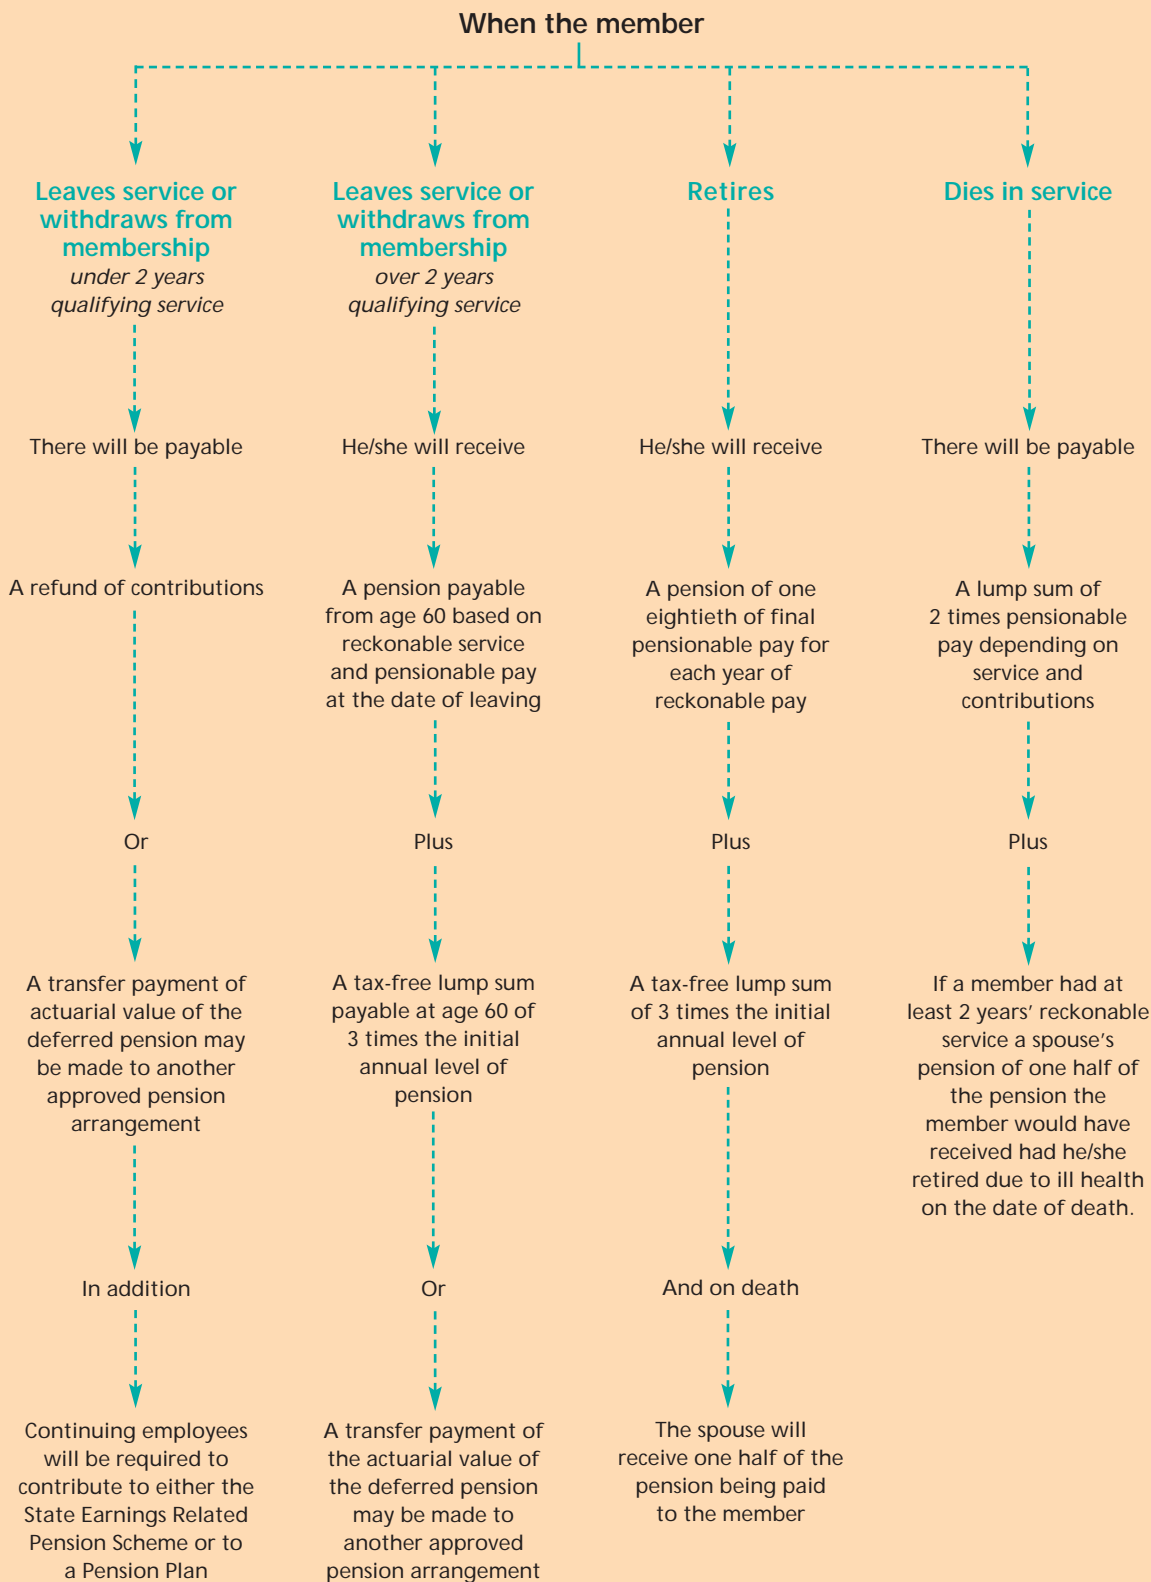 When the member
Leaves service or
withdraws from
membership
under 2 years
qualifying service
There will be payable
A refund of contributions
Or
A transfer payment of
actuarial value of the
deferred pension may
be made to another
approved pension
arrangement
In addition
Continuing employees
will be required to
contribute to either the
State Earnings Related
Pension Scheme or to
a Pension Plan
Leaves service or
withdraws from
membership
over 2 years
qualifying service
He/she will receive
A pension payable
from age 60 based on
reckonable service
and pensionable pay
at the date of leaving
Plus
A tax-free lump sum
payable at age 60 of
3 times the initial
annual level of
pension
Or
A transfer payment of
the actuarial value of
the deferred pension
may be made to
another approved
pension arrangement
Retires
He/she will receive
A pension of one
eightieth of final
pensionable pay for
each year of
reckonable pay
Plus
A tax-free lump sum
of 3 times the initial
annual level of
pension
And on death
The spouse will
receive one half of the
pension being paid
to the member
Dies in service
There will be payable
A lump sum of
2 times pensionable
pay depending on
service and
contributions
Plus
If a member had at
least 2 years’ reckonable
service a spouse’s
pension of one half of
the pension the
member would have
received had he/she
retired due to ill health
on the date of death.